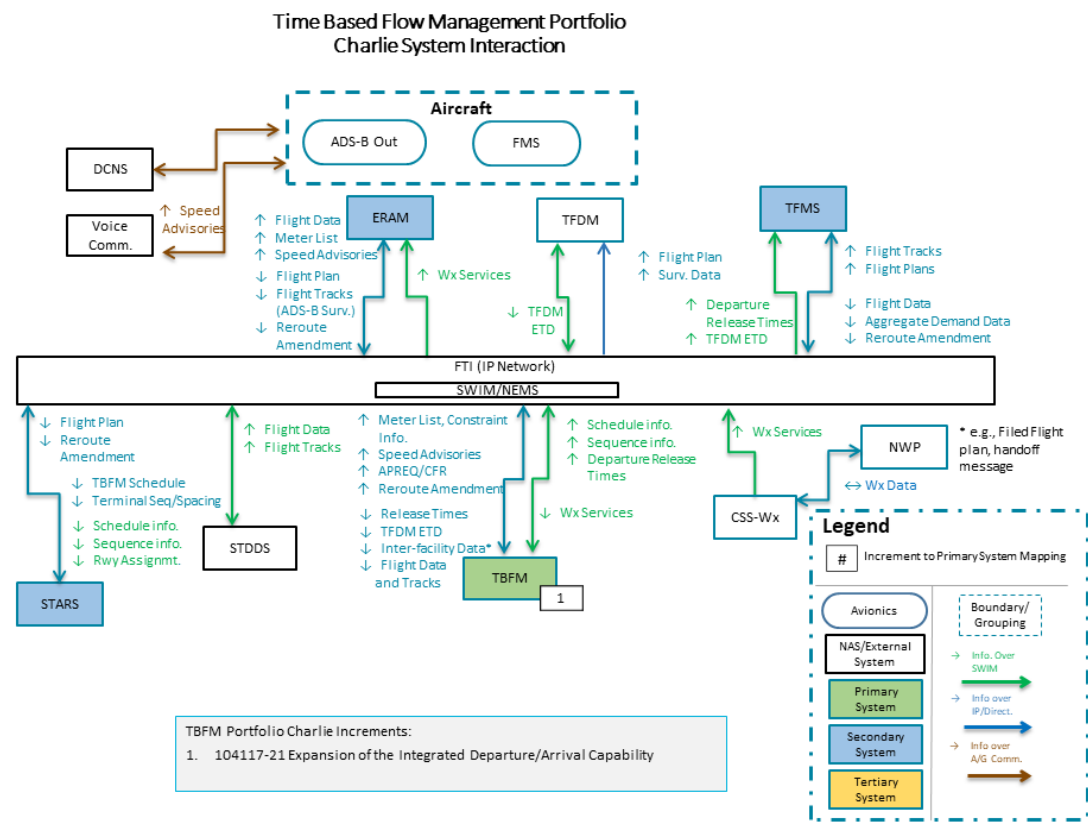 Time Based Flow Management Portfolio
Charlie System Interaction
Aircraft
ADS-B Out
FMS
DCNS
Voice
Comm.
↑ Speed
Advisories
ERAM
TFDM
TFMS
↑ Flight Data
↑ Meter List
↑ Speed Advisories
↓ Flight Plan
↓ Flight Tracks
(ADS-B Surv.)
↓ Reroute
Amendment
↑ Wx Services
↓ TFDM
ETD
↑ Flight Plan
↑ Surv. Data
↑ Departure
Release Times
↑ TFDM ETD
↑ Flight Tracks
↑ Flight Plans
↓ Flight Data
↓ Aggregate Demand Data
↓ Reroute Amendment
FTI (IP Network)
SWIM/NEMS
↓ Flight Plan
↓ Reroute
Amendment
↓ TBFM Schedule
↓ Terminal Seq/Spacing
↓ Schedule info.
↓ Sequence info.
↓ Rwy Assignmt.
STARS
↑ Flight Data
↑ Flight Tracks
STDDS
↑ Meter List, Constraint
Info.
↑ Speed Advisories
↑ APREQ/CFR
↑ Reroute Amendment
↓ Release Times
↓ TFDM ETD
↓ Inter-facility Data*
↓ Flight Data
and Tracks
↑ Schedule info.
↑ Sequence info.
↑ Departure Release
Times
↓ Wx Services
TBFM
1
↑ Wx Services
CSS-Wx
NWP
↔ Wx Data
* e.g., Filed Flight
plan, handoff
message
Legend
# Increment to Primary System Mapping
Avionics
NAS/External
System
Primary
System
Secondary
System
Tertiary
System
Boundary/
Grouping
→ Info. Over
SWIM
→ Info over
IP/Direct.
→ Info over
A/G Comm.
TBFM Portfolio Charlie Increments:
1. 104117-21 Expansion of the Integrated Departure/Arrival Capability